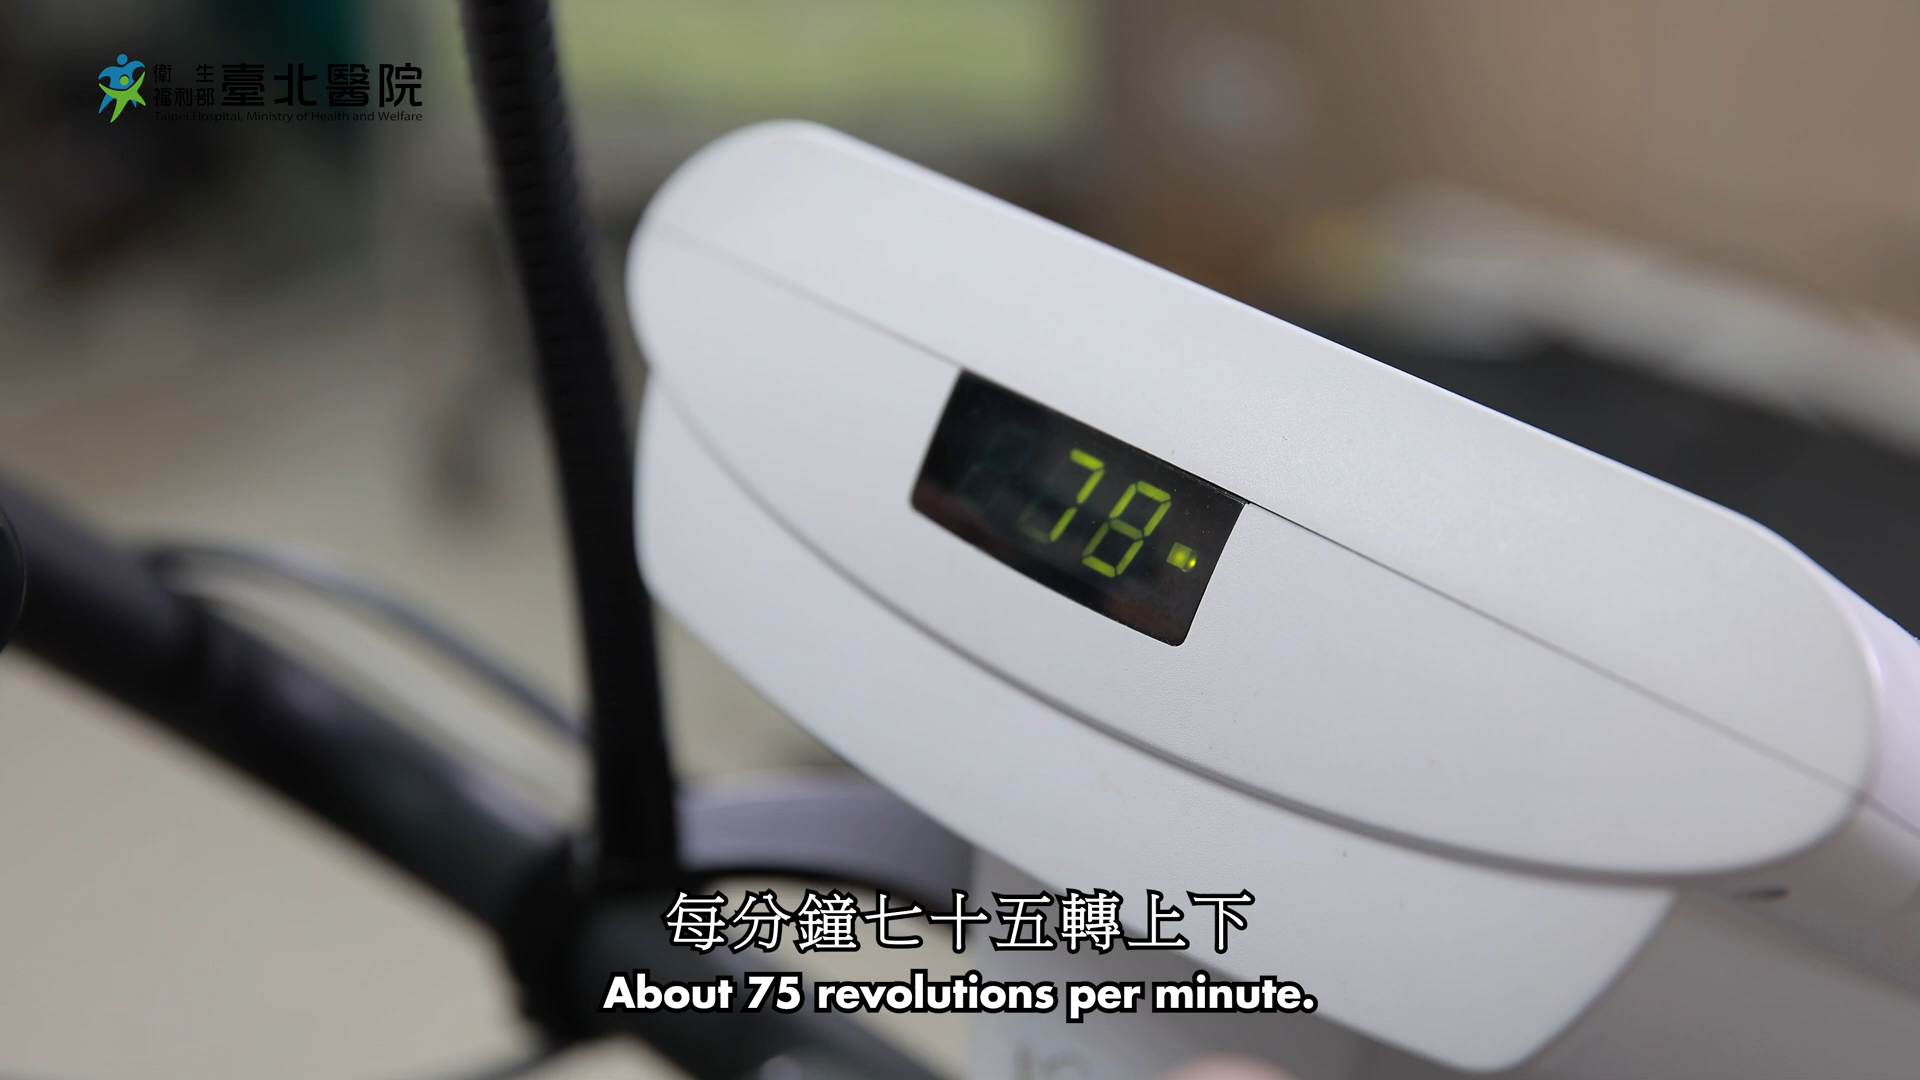 衛生
福利部
臺北醫院
Taipei Hospital, Ministry of Health and Welfare
78
每分鐘七十五轉上下
About 75 revolutions per minute.